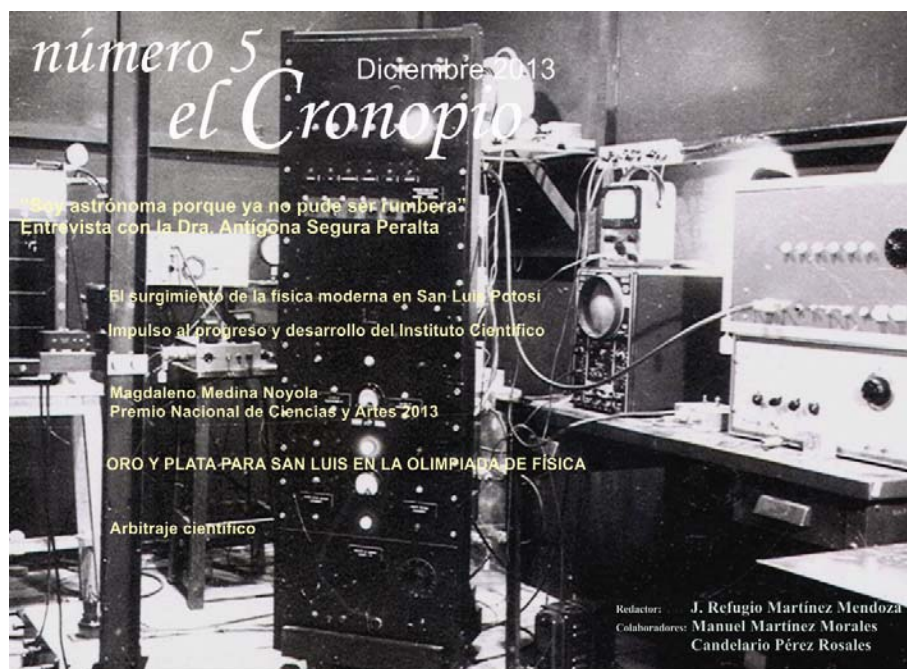 número 5
Diciembre 2013
el Cronopio
"Soy astrónoma porque ya no pude ser rumbera"
Entrevista con la Dra. Antígona Segura Peralta
El surgimiento de la física moderna en San Luis Potosí
Impulso al progreso y desarrollo del Instituto Científico
Magdaleno Medina Noyola
Premio Nacional de Ciencias y Artes 2013
ORO Y PLATA PARA SAN LUIS EN LA OLIMPIADA DE FÍSICA
Arbitraje científico
Redactor: J. Refugio Martínez Mendoza
Colaboradores: Manuel Martínez Morales
Candelario Pérez Rosales